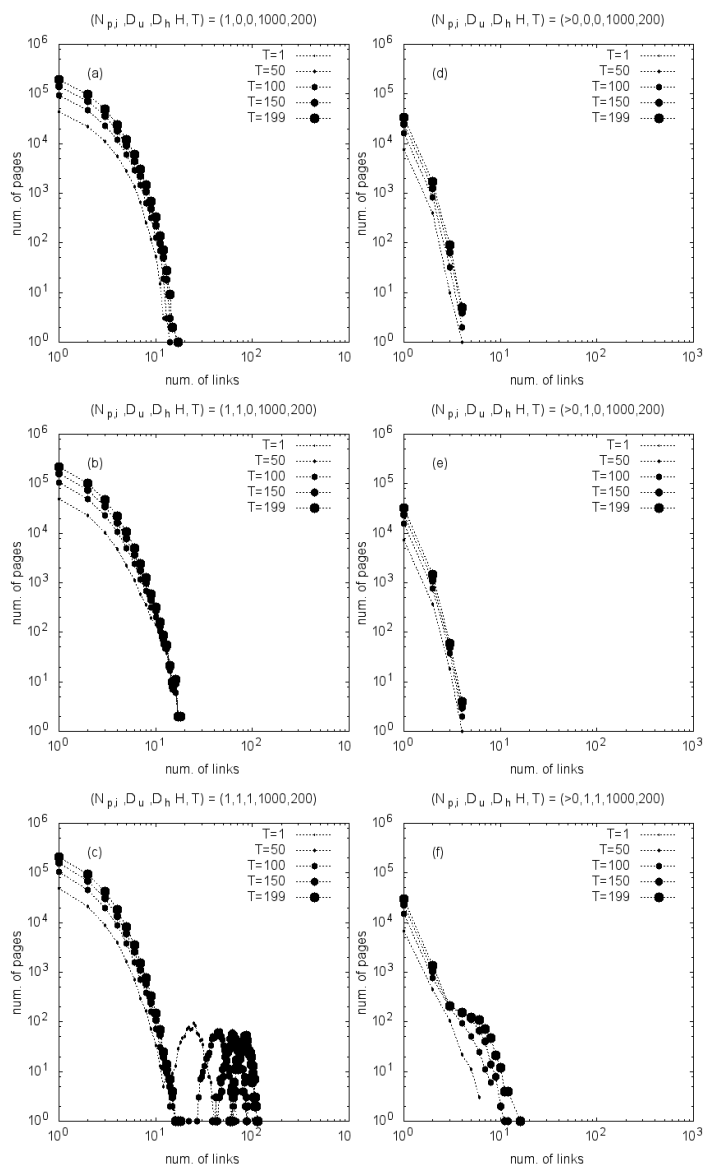 (N p,i ,D u ,D h H, T) = (1,0,0,1000,200)
10^6
10^5
10^4
10^3
10^2
10^1
10^0
num. of pages
(a)
T=1
T=50
T=100
T=150
T=199
10^0
10^1
10^2
10
num. of links
(N p,i ,D u ,D h H, T) = (>0,0,0,1000,200)
10^6
10^5
10^4
10^3
10^2
10^1
10^0
num. of pages
(d)
T=1
T=50
T=100
T=150
T=199
10^0
10^1
10^2
10^3
num. of links
(N p,i ,D u ,D h H, T) = (1,1,0,1000,200)
10^6
10^5
10^4
10^3
10^2
10^1
10^0
num. of pages
(b)
T=1
T=50
T=100
T=150
T=199
10^0
10^1
10^2
10
num. of links
(N p,i ,D u ,D h H, T) = (>0,1,0,1000,200)
10^6
10^5
10^4
10^3
10^2
10^1
10^0
num. of pages
(e)
T=1
T=50
T=100
T=150
T=199
10^0
10^1
10^2
10^3
num. of links
(N p,i ,D u ,D h H, T) = (1,1,1,1000,200)
10^6
10^5
10^4
10^3
10^2
10^1
10^0
num. of pages
(c)
T=1
T=50
T=100
T=150
T=199
10^0
10^1
10^2
10
num. of links
(N p,i ,D u ,D h H, T) = (>0,1,1,1000,200)
10^6
10^5
10^4
10^3
10^2
10^1
10^0
num. of pages
(f)
T=1
T=50
T=100
T=150
T=199
10^0
10^1
10^2
10^3
num. of links